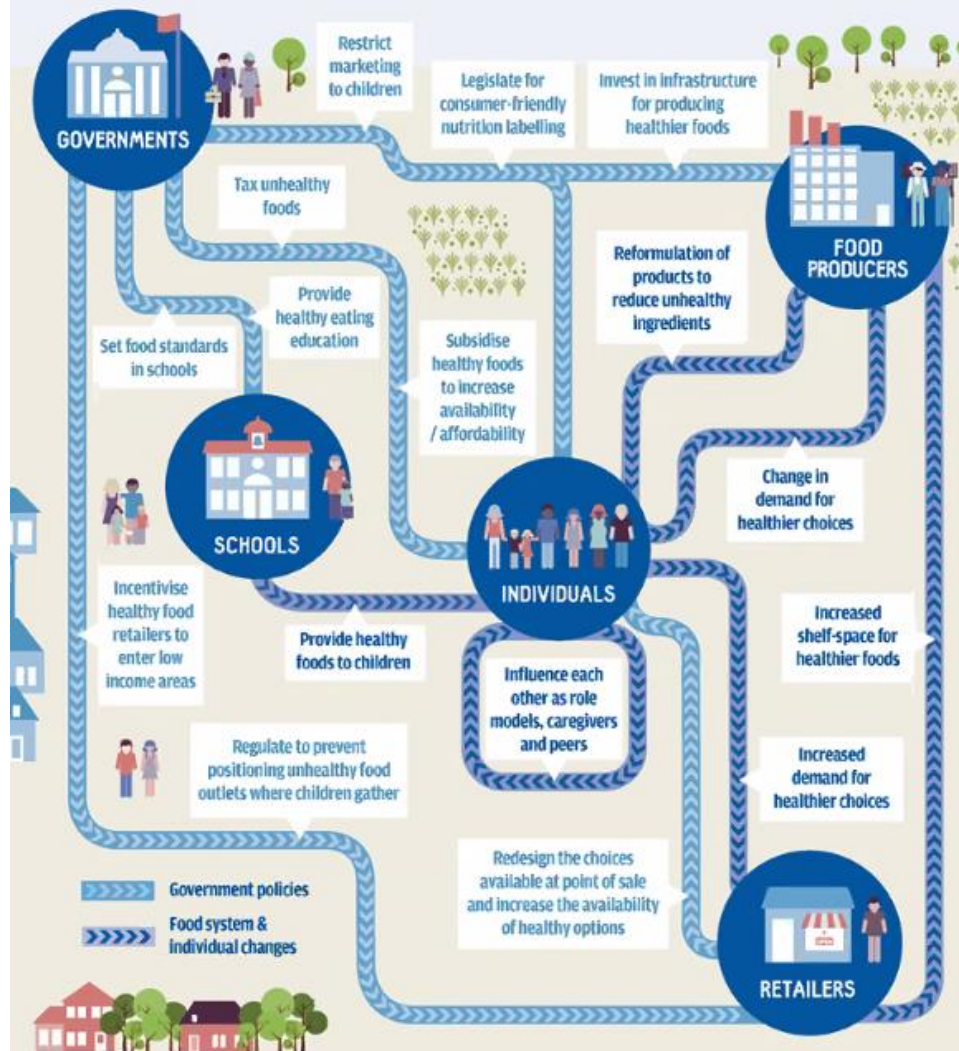 GOVERNMENTS
Restrict
marketing
to children
Legislate for
consumer-friendly
nutrition labelling
Invest in infrastructure
for producing
healthier foods
Tax unhealthy
foods
FOOD
PRODUCERS
Reformulation of
products to
reduce unhealthy
ingredients
Provide
healthy eating
education
Set food standards
in schools
Subsidise
healthy foods
to increase
availability
/ affordability
Change in
demand for
healthier choices
SCHOOLS
INDIVIDUALS
Incentivise
healthy food
retailers to
enter low
income areas
Provide healthy
foods to children
Increased
shelf-space for
healthier foods
Influence each
other as role
models, caregivers
and peers
Regulate to prevent
positioning unhealthy food
outlets where children gather
Increased
demand for
healthier choices
Redesign the choices
available at point of sale
and increase the availability
of healthy options
Government policies
Food system &
individual changes
OPEN
RETAILERS